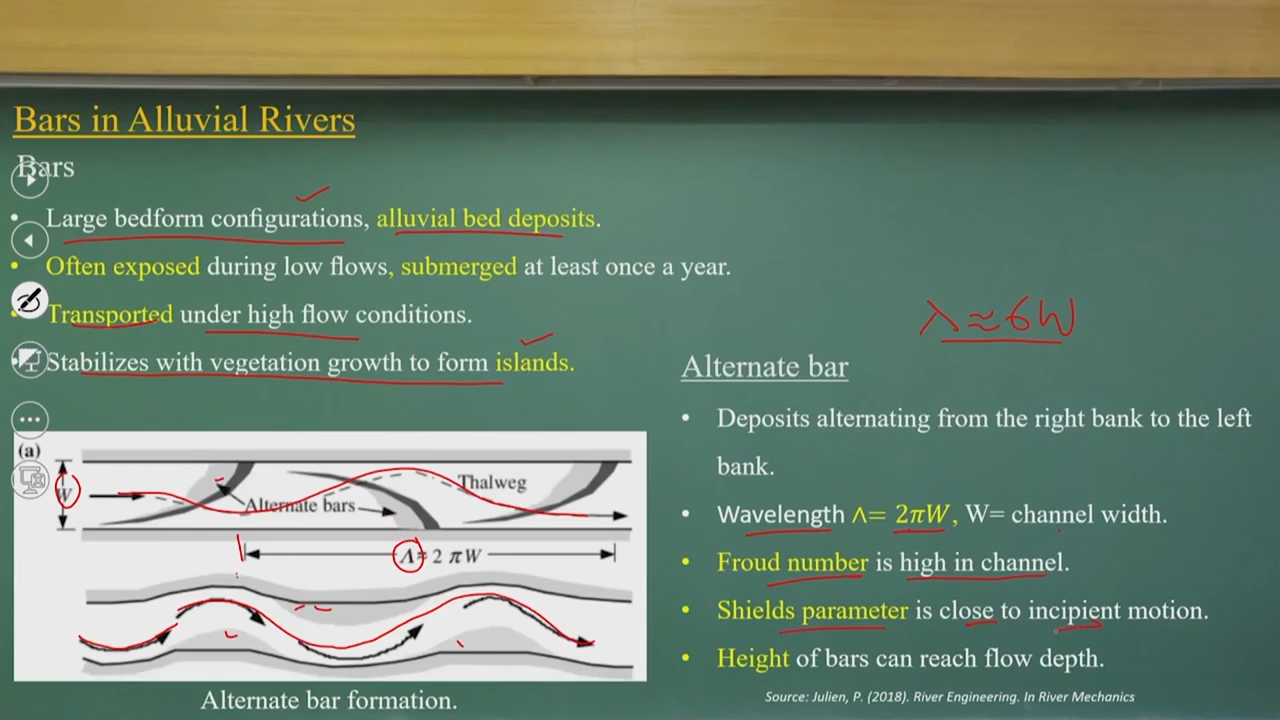 Bars in Alluvial Rivers
Bars
• Large bedform configurations, alluvial bed deposits.
• Often exposed during low flows, submerged at least once a year.
• Transported under high flow conditions.
• Stabilizes with vegetation growth to form islands.
λ≈6W
Alternate bar
• Deposits alternating from the right bank to the left
bank.
• Wavelength Λ= 2πW, W= channel width.
• Froud number is high in channel.
• Shields parameter is close to incipient motion.
• Height of bars can reach flow depth.
(a)
W
Thalweg
Alternate bars
Λ = 2 π W
Alternate bar formation.
Source: Julien, P. (2018). River Engineering. In River Mechanics